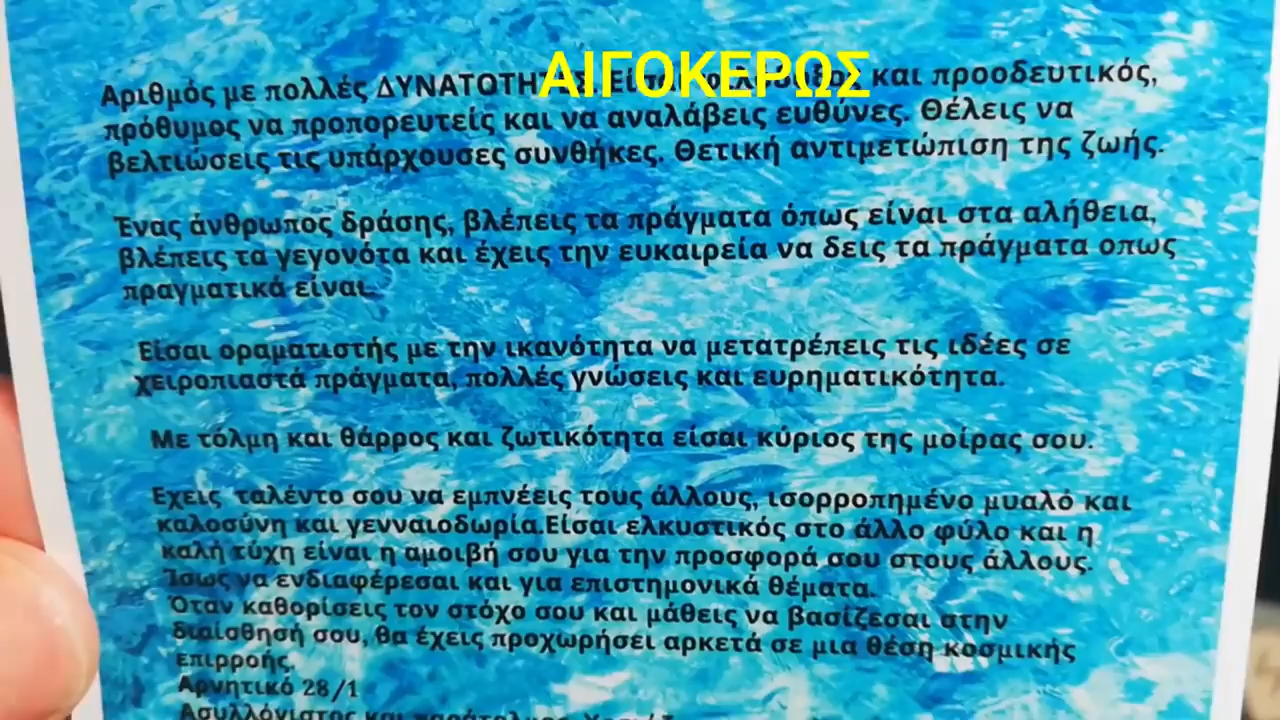 ΑΙΓΟΚΕΡΩΣ
Αριθμός με πολλές και προοδευτικός,
πρόθυμος να προπορευτείς και να αναλάβεις ευθύνες. Θέλεις να
βελτιώσεις τις υπάρχουσες συνθήκες. Θετική αντιμετώπιση της ζωής.
Ένας άνθρωπος δράσης, βλέπεις τα πράγματα όπως είναι στα αλήθεια,
βλέπεις τα γεγονότα και έχεις την ευκαιρεία να δεις τα πράγματα οπως
πραγματικά είναι.
Είσαι οραματιστής με την ικανότητα να μετατρέπεις τις ιδέες σε
χειροπιαστά πράγματα, πολλές γνώσεις και ευρηματικότητα.
Με τόλμη και θάρρος και ζωτικότητα είσαι κύριος της μοίρας σου.
Εχεις ταλέντο σου να εμπνέεις τους άλλους, ισορροπημένο μυαλό και
καλοσύνη και γενναιοδωρία.Είσαι ελκυστικός στο άλλο φύλο και η
καλή τύχη είναι η αμοιβή σου για την προσφορά σου στους άλλους.
Ίσως να ενδιαφέρεσαι και για επιστημονικά θέματα.
Όταν καθορίσεις τον στόχο σου και μάθεις να βασίζεσαι στην
διαίσθησή σου, θα έχεις προχωρήσει αρκετά σε μια θέση κοσμικής
επιρροής.
Αρνητικό 28/1
Ασυλλόγιστος και